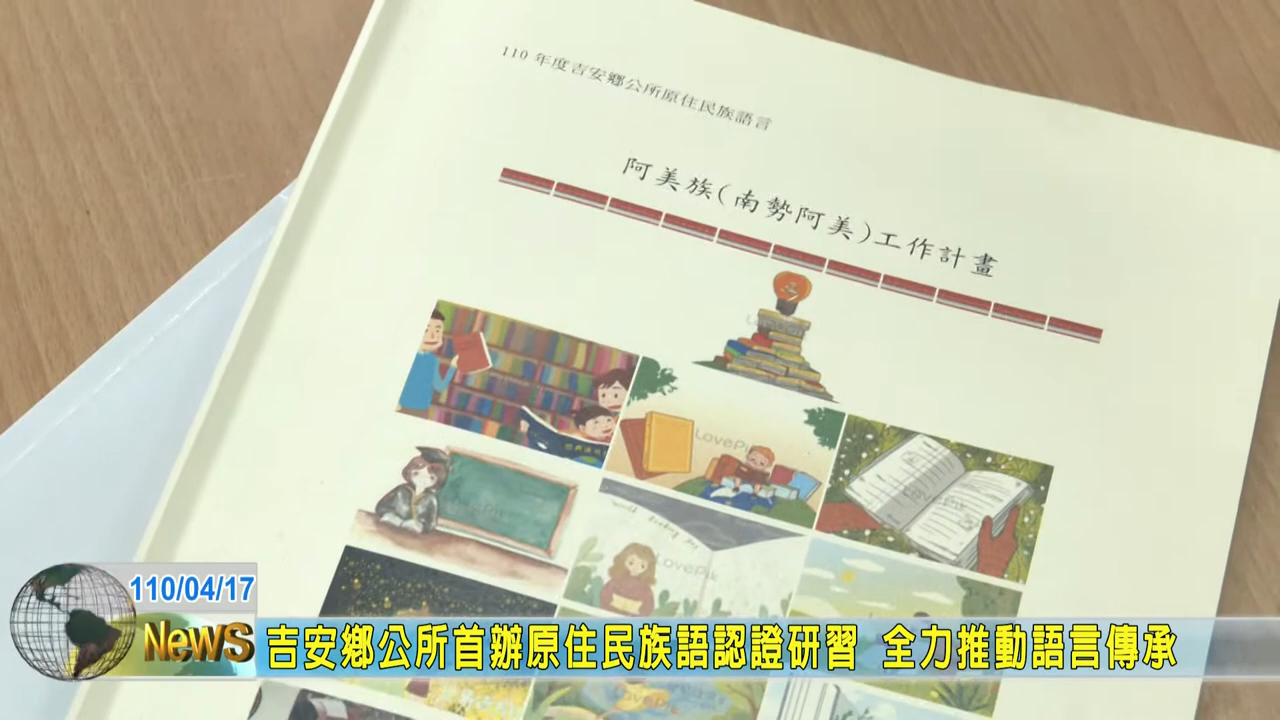 110 年度吉安鄉公所原住民族語言
阿美族(南勢阿美)工作計畫
LovePik
LovePik
110/04/17
NewS
吉安鄉公所首辦原住民族語認證研習 全力推動語言傳承